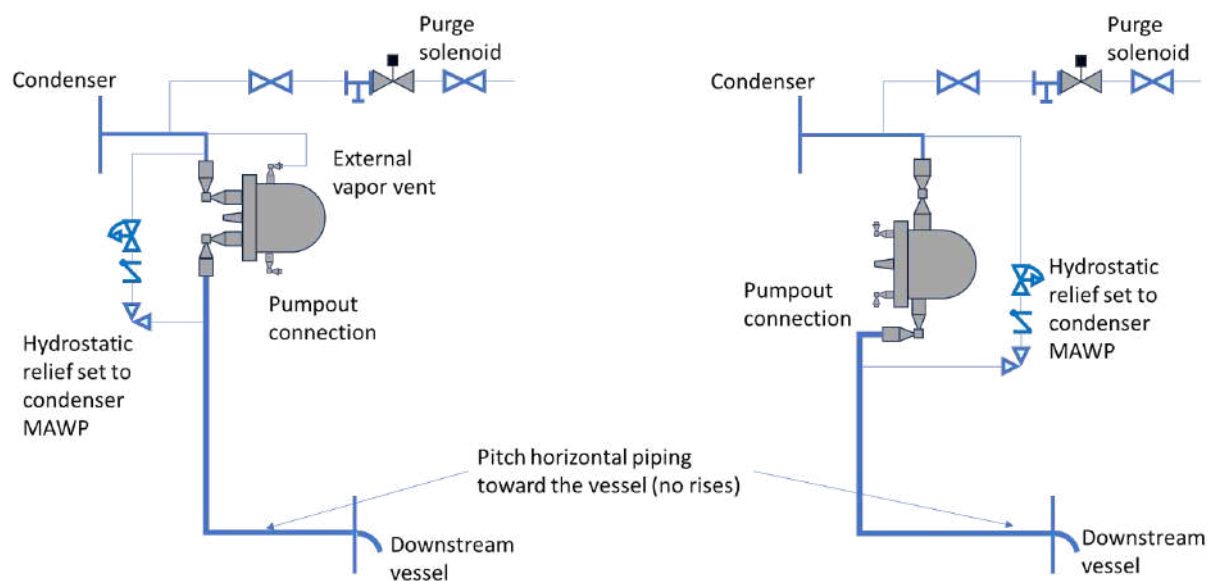 Purge
solenoid
Condenser
External
vapor vent
Pumpout
connection
Hydrostatic
relief set to
condenser
MAWP
Purge
solenoid
Condenser
Pumpout
connection
Hydrostatic
relief set to
condenser
MAWP
Pitch horizontal piping
toward the vessel (no rises)
Downstream
vessel
Downstream
vessel